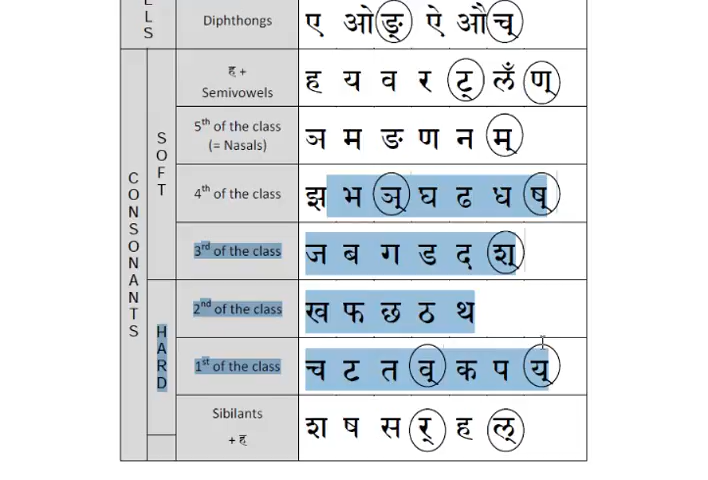 E
L
L
S
Diphthongs
ए ओ ङ् ऐ औ च्
CONSONANTS
SOFT
ह् +
Semivowels
ह य व र ट् लँ ण्
5th of the class
(= Nasals)
ञ म ङ ण न म्
4th of the class
झ भ ञ् घ ढ ध ष्
3rd of the class
ज ब ग ड द श्
HARD
2nd of the class
ख फ छ ठ थ
1st of the class
च ट त व् क प य्
Sibilants
+ ह्
श ष स र् ह ल्